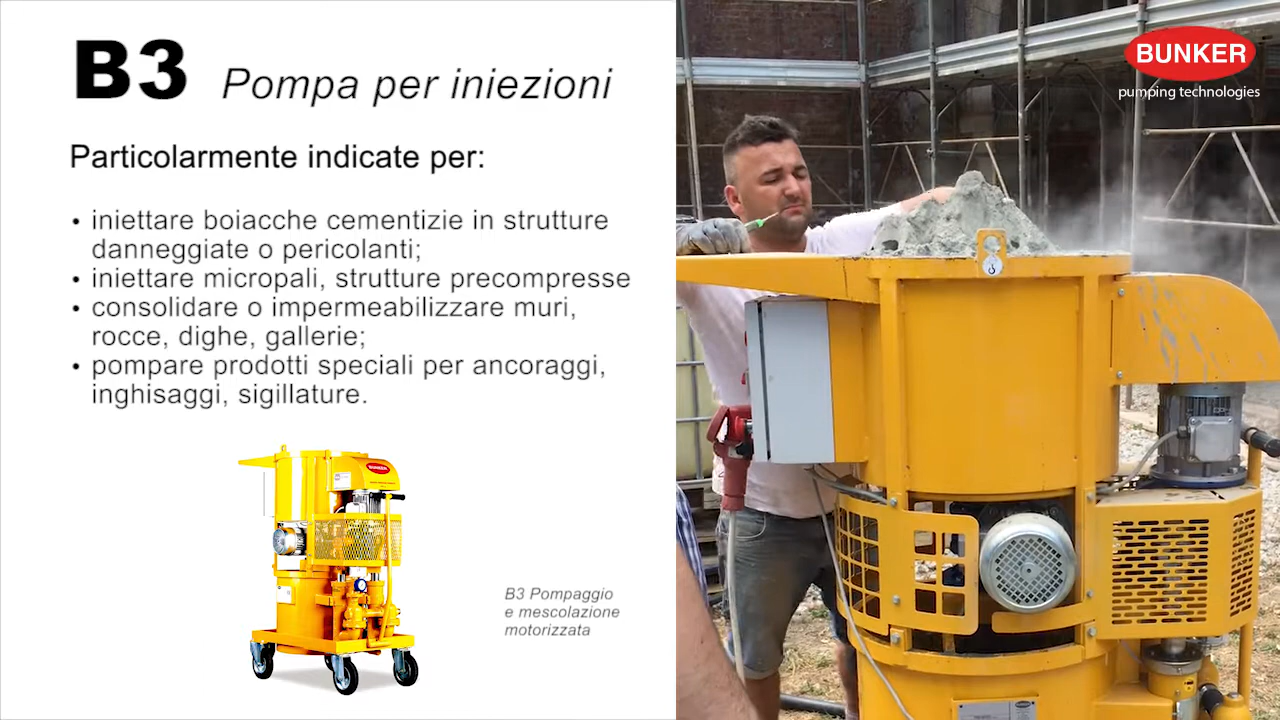 B3 Pompa per iniezioni
Particolarmente indicate per:
• iniettare boiacche cementizie in strutture
danneggiate o pericolanti;
• iniettare micropali, strutture precompresse
• consolidare o impermeabilizzare muri,
rocce, dighe, gallerie;
• pompare prodotti speciali per ancoraggi,
inghisaggi, sigillature.
BUNKER
B3 Pompaggio
e mescolazione
motorizzata
BUNKER
pumping technologies